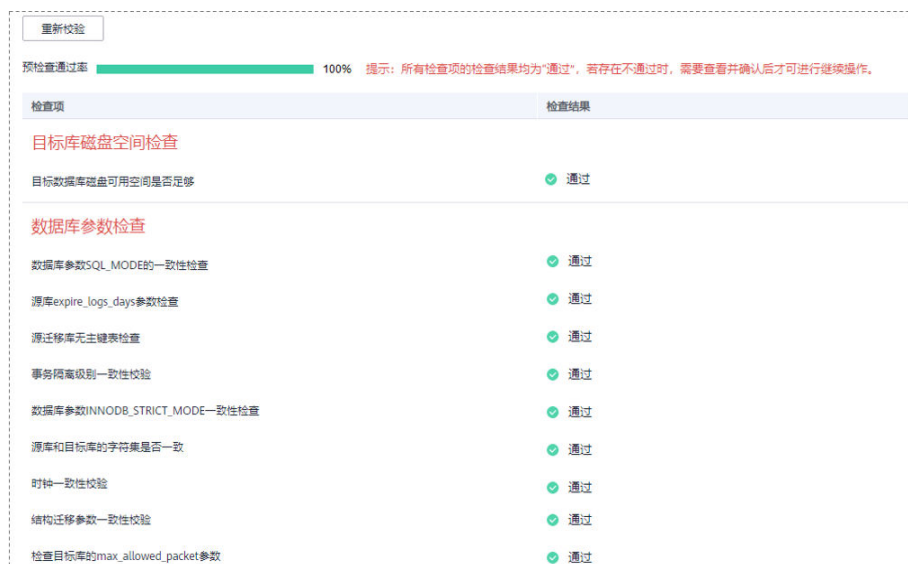 重新校验
预检查通过率 100% 提示：所有检查项的检查结果均为“通过”，若存在不通过时，需要查看并确认后才可进行继续操作。
检查项 检查结果
目标库磁盘空间检查
目标数据库磁盘可用空间是否足够 通过
数据库参数检查
数据库参数SQL_MODE的一致性检查 通过
源库expire_logs_days参数检查 通过
源迁移库无主键表检查 通过
事务隔离级别一致性校验 通过
数据库参数INNODB_STRICT_MODE一致性检查 通过
源库和目标库的字符集是否一致 通过
时钟一致性校验 通过
结构迁移参数一致性校验 通过
检查目标库的max_allowed_packet参数 通过